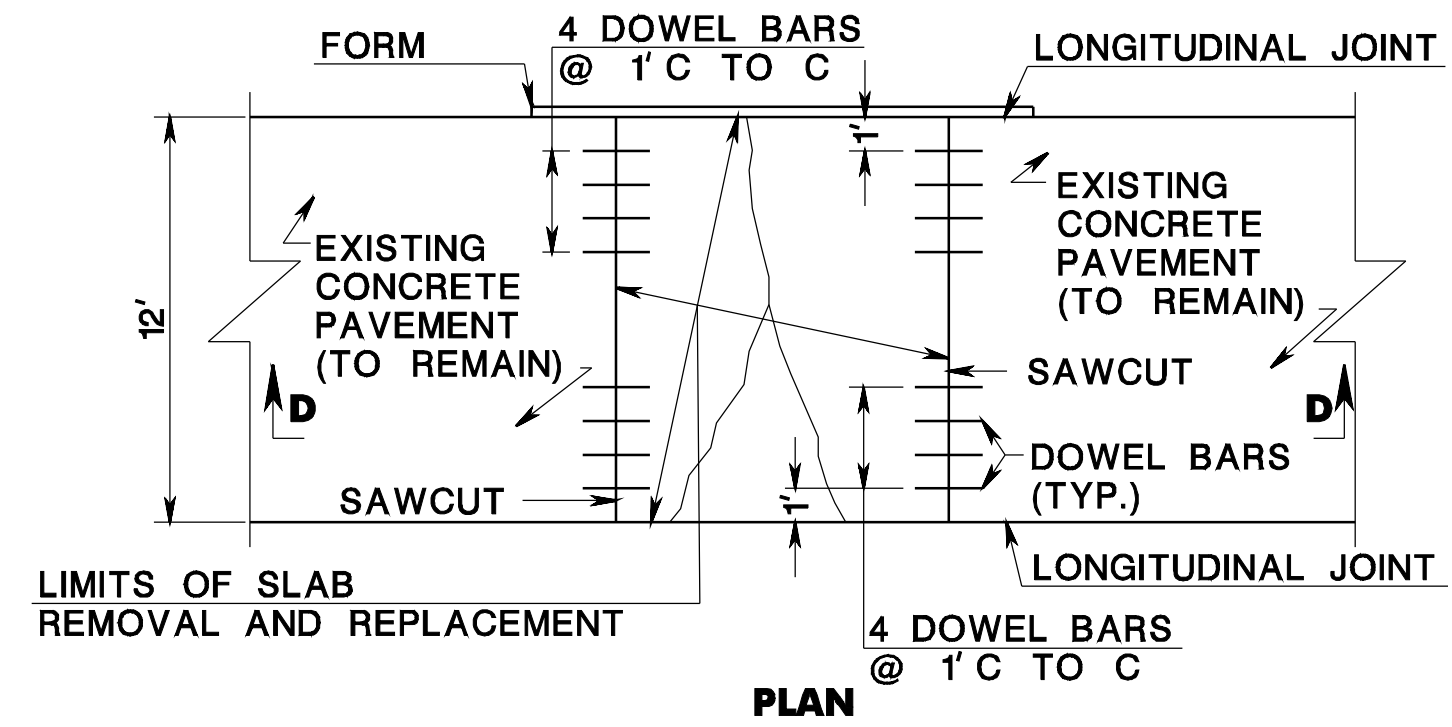 4 DOWEL BARS
@ 1' C TO C
FORM
LONGITUDINAL JOINT
1'
EXISTING
CONCRETE
PAVEMENT
(TO REMAIN)
EXISTING
CONCRETE
PAVEMENT
(TO REMAIN)
12'
SAWCUT
D
D
DOWEL BARS
(TYP.)
SAWCUT
1'
LONGITUDINAL JOINT
LIMITS OF SLAB
REMOVAL AND REPLACEMENT
4 DOWEL BARS
@ 1' C TO C
PLAN